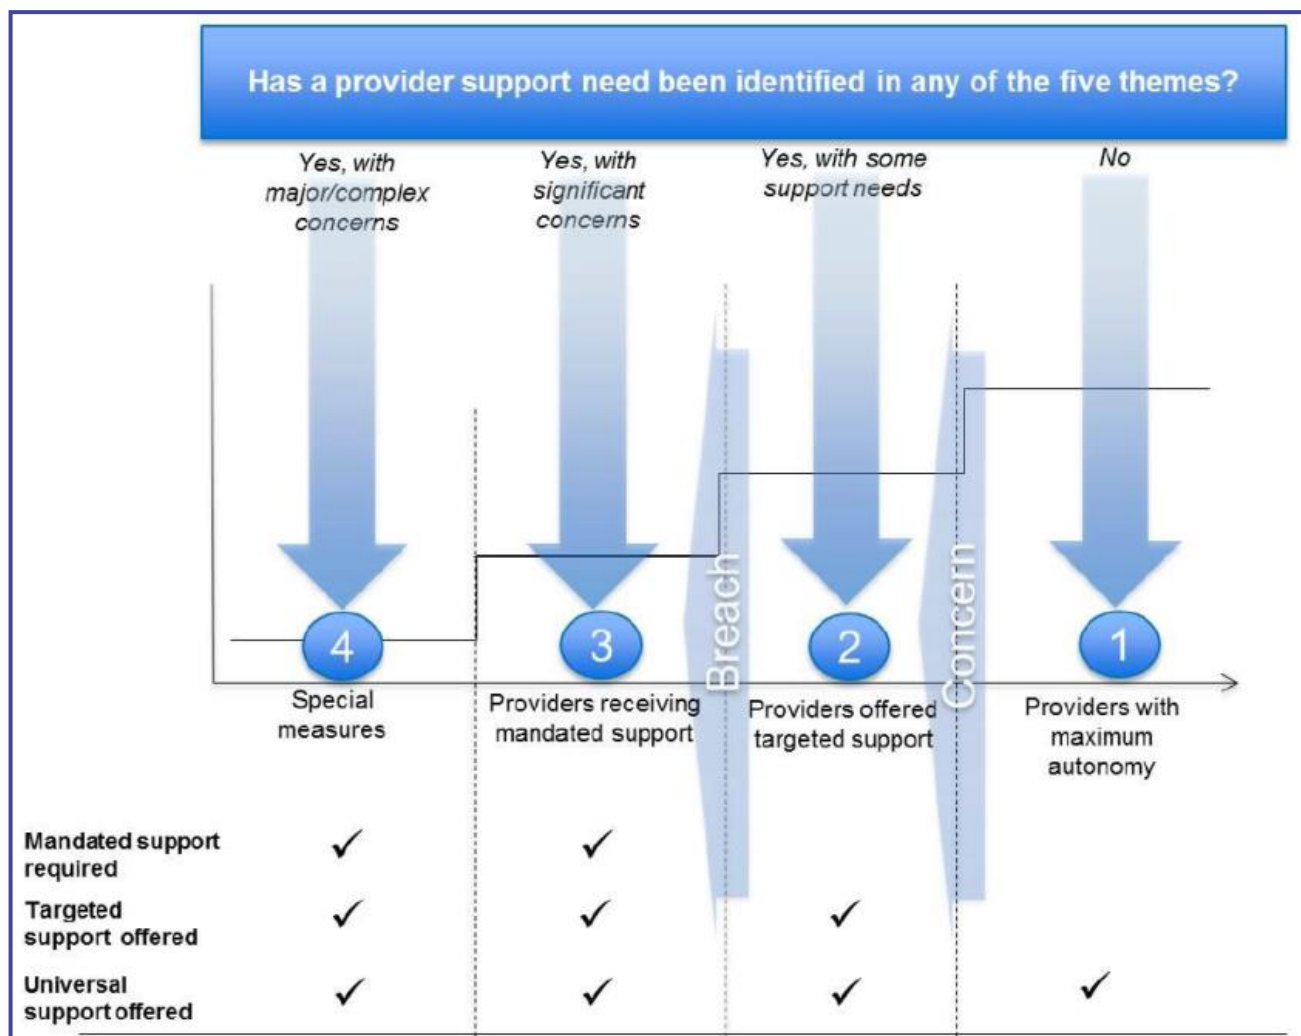 Has a provider support need been identified in any of the five themes?
Yes, with
major/complex
concerns
Yes, with
significant
concerns
Yes, with some
support needs
No
Breach
Concern
4
3
2
1
Special
measures
Providers receiving
mandated support
Providers offered
targeted support
Providers with
maximum
autonomy
Mandated support
required
✓ ✓
Targeted
support offered
✓ ✓ ✓
Universal
support offered
✓ ✓ ✓ ✓